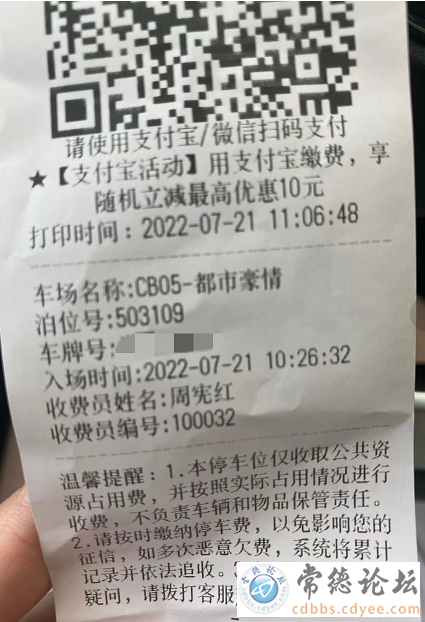 请使用支付宝/微信扫码支付
★【支付宝活动】用支付宝缴费，享
随机立减最高优惠10元
打印时间：2022-07-21 11:06:48
车场名称:CB05-都市豪情
泊位号:503109
车牌号:
入场时间:2022-07-21 10:26:32
收费员姓名:周宪红
收费员编号:100032
温馨提醒：1.本停车位仅收取公共资
源占用费，并按照实际占用情况进行
收费，不负责车辆和物品保管责任。
2.请按时缴纳停车费，以免影响您的
征信，如多次恶意欠费，系统将累计
记录并依法追收。
疑问，请拨打客服
常德论坛
cdbbs.cdyee.com